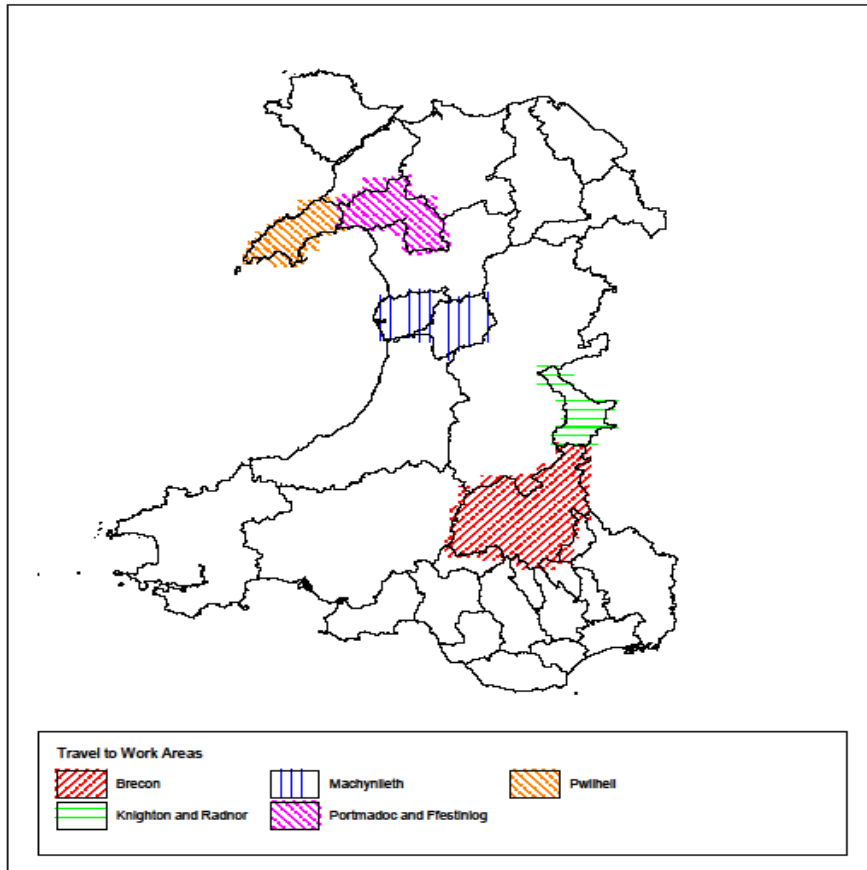 Travel to Work Areas
Brecon Machynlleth Pwllheli
Knighton and Radnor Portmadoc and Ffestiniog